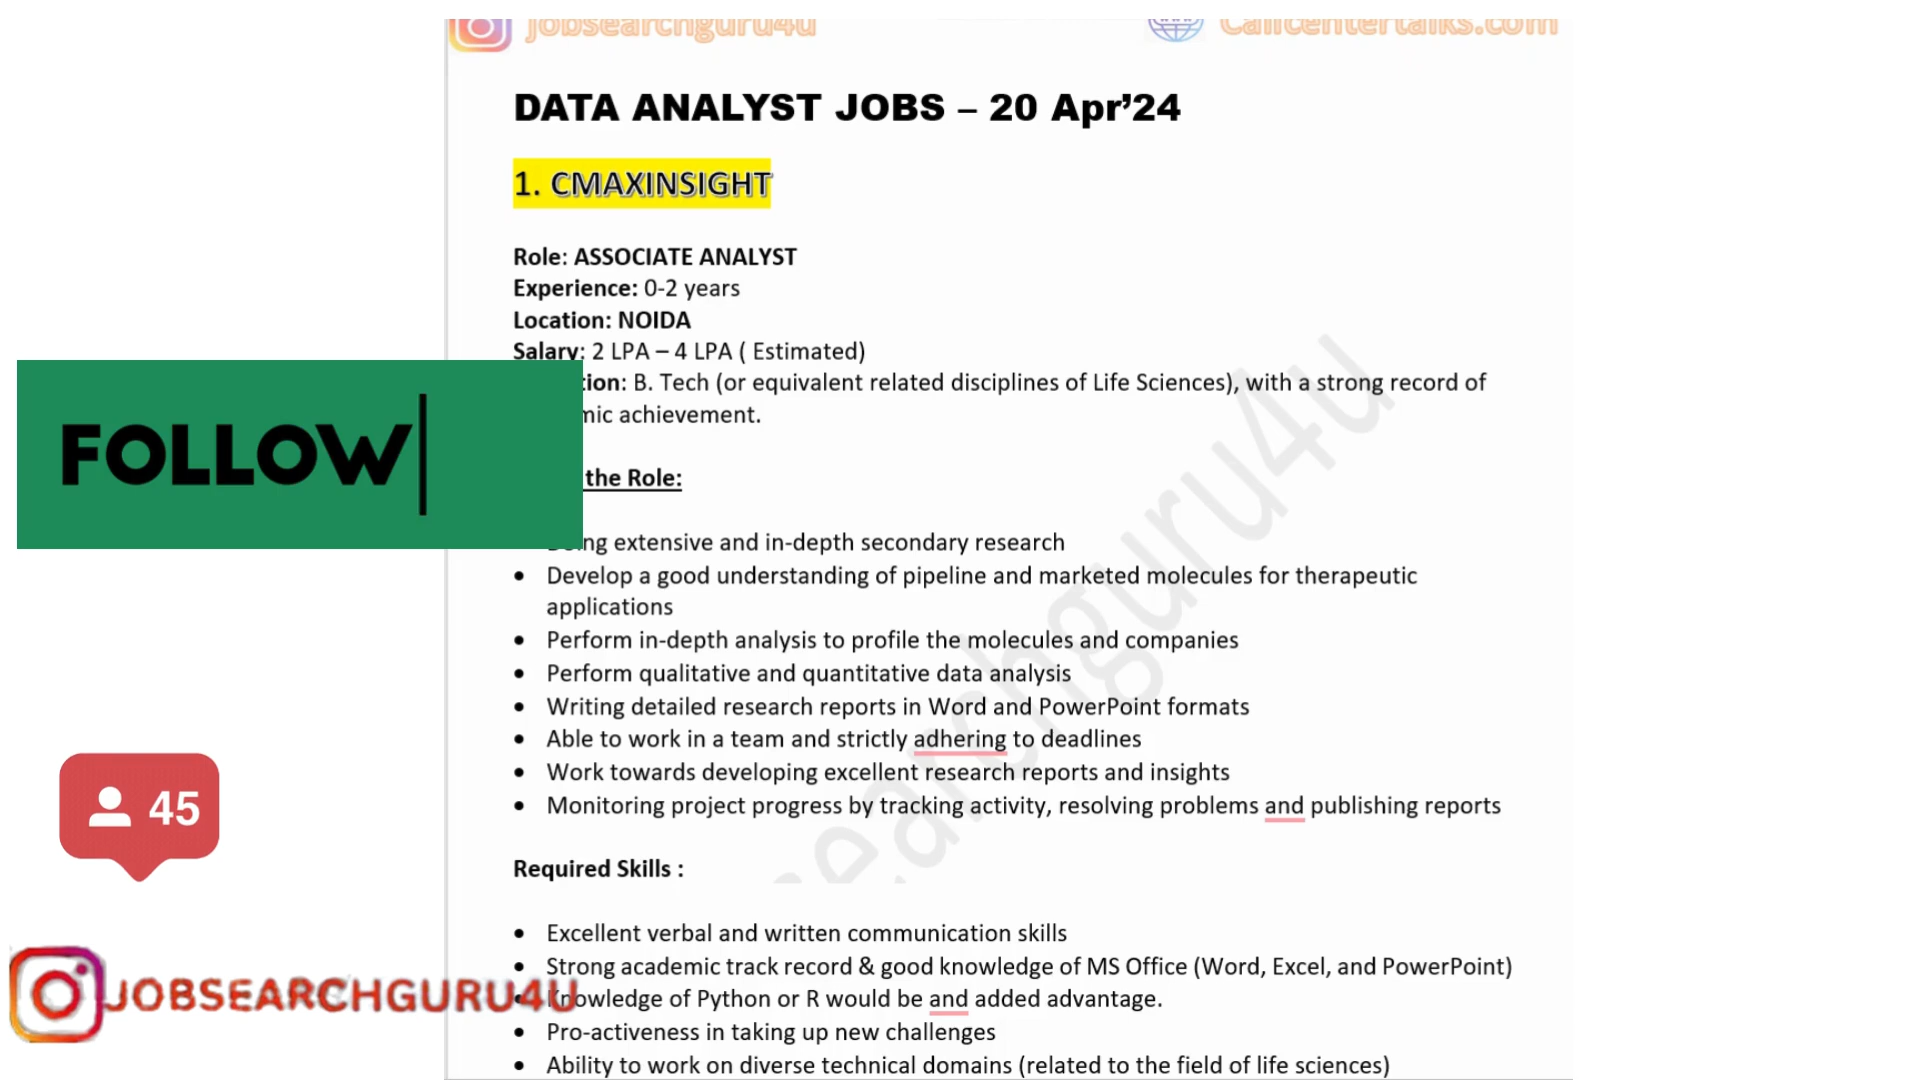 jobsearchguru4u
Callcentertalks.com
DATA ANALYST JOBS – 20 Apr’24
1. CMAXINSIGHT
Role: ASSOCIATE ANALYST
Experience: 0-2 years
Location: NOIDA
Salary: 2 LPA – 4 LPA ( Estimated)
tion: B. Tech (or equivalent related disciplines of Life Sciences), with a strong record of
mic achievement.
FOLLOW
the Role:
Doing extensive and in-depth secondary research
• Develop a good understanding of pipeline and marketed molecules for therapeutic
applications
• Perform in-depth analysis to profile the molecules and companies
• Perform qualitative and quantitative data analysis
• Writing detailed research reports in Word and PowerPoint formats
• Able to work in a team and strictly adhering to deadlines
• Work towards developing excellent research reports and insights
• Monitoring project progress by tracking activity, resolving problems and publishing reports
45
Required Skills :
• Excellent verbal and written communication skills
• Strong academic track record & good knowledge of MS Office (Word, Excel, and PowerPoint)
• Knowledge of Python or R would be and added advantage.
JOBSEARCHGURU4U
• Pro-activeness in taking up new challenges
• Ability to work on diverse technical domains (related to the field of life sciences)
searchguru4u